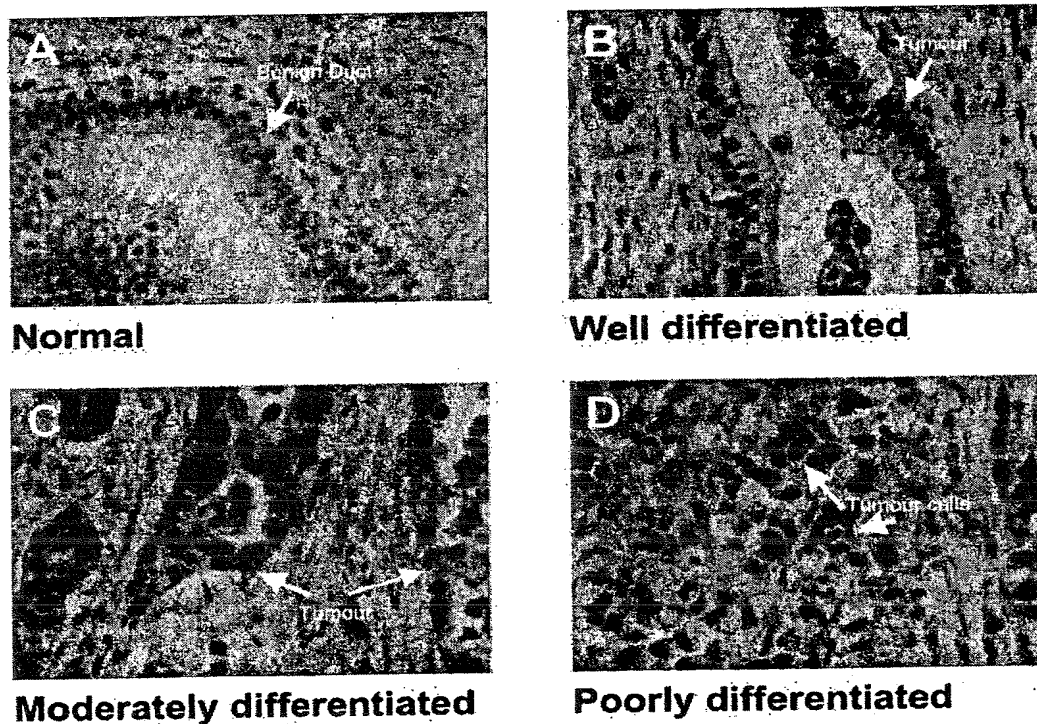 A
Benign Duct
Normal
B
Tumour
Well differentiated
C
Tumour
Moderately differentiated
D
Tumour cells
Poorly differentiated